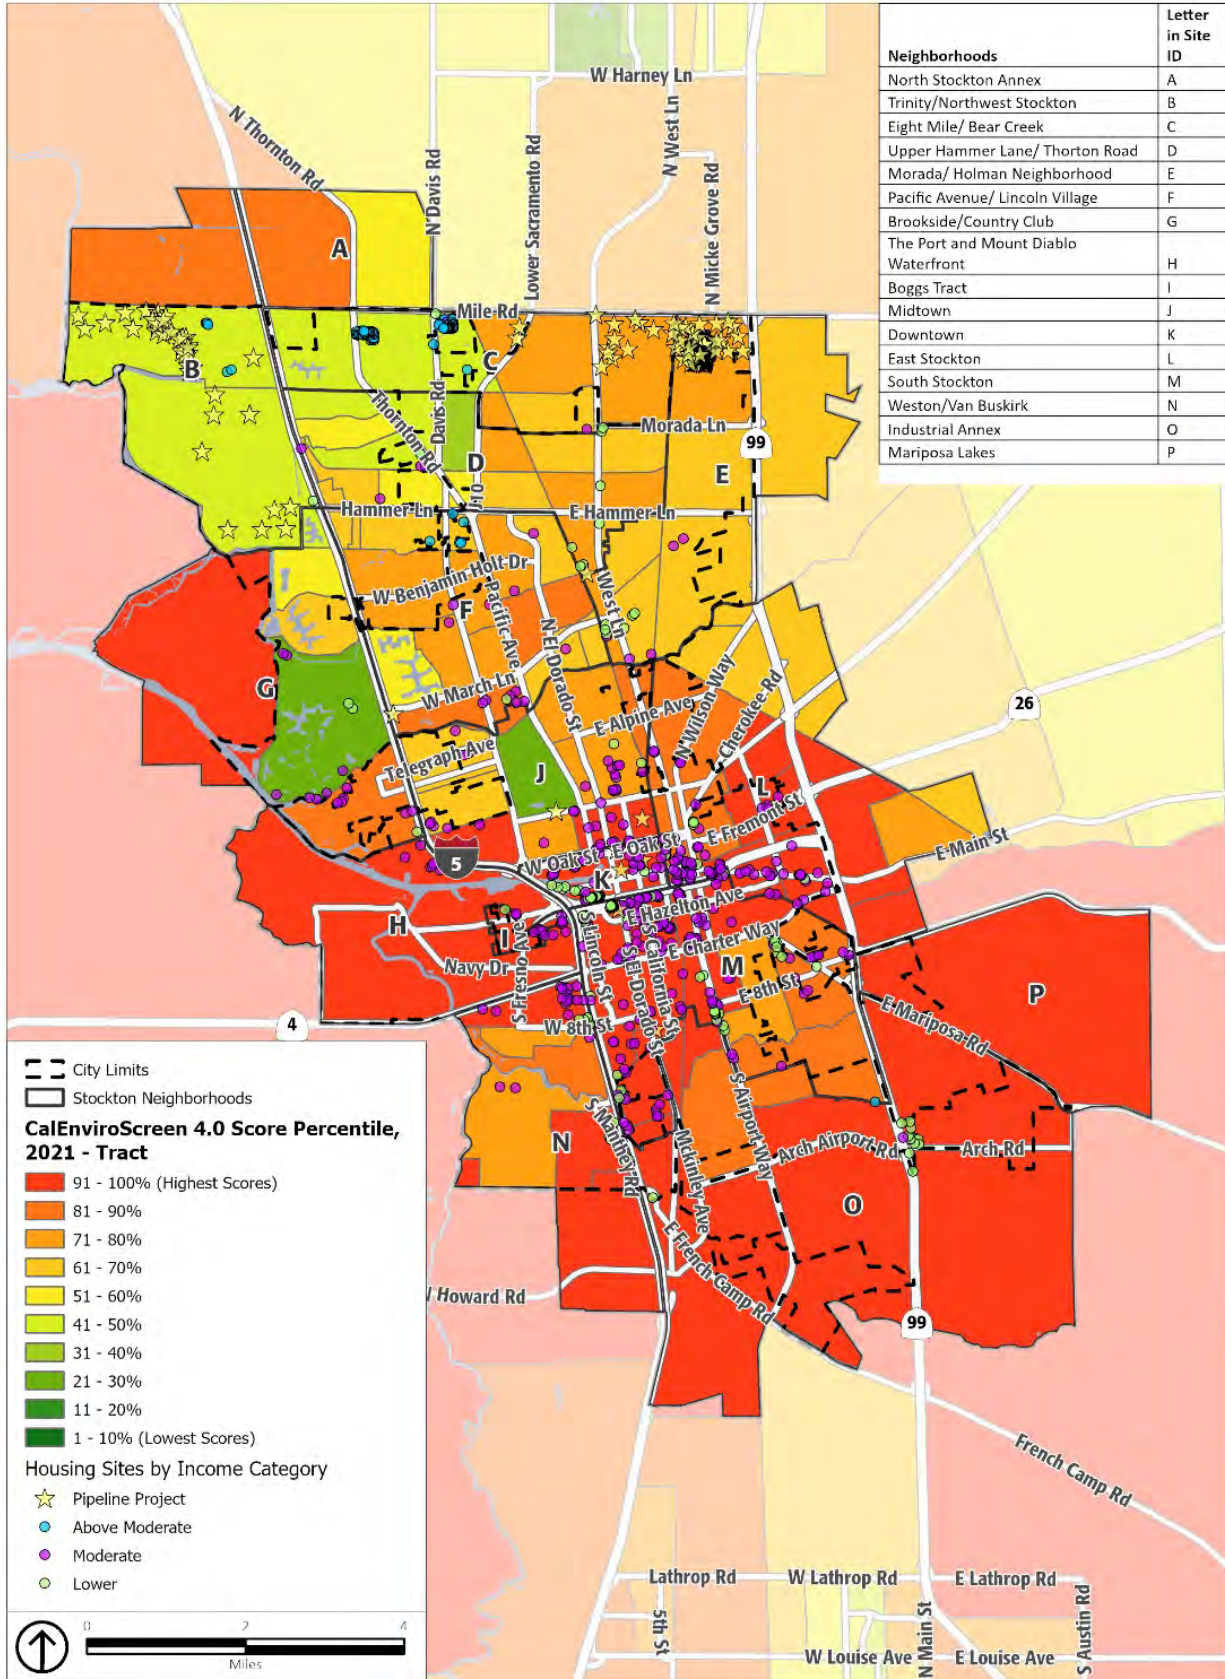 Neighborhoods
Letter
in Site
ID
North Stockton Annex A
Trinity/Northwest Stockton B
Eight Mile/ Bear Creek C
Upper Hammer Lane/ Thorton Road D
Morada/ Holman Neighborhood E
Pacific Avenue/ Lincoln Village F
Brookside/Country Club G
The Port and Mount Diablo
Waterfront H
Boggs Tract I
Midtown J
Downtown K
East Stockton L
South Stockton M
Weston/Van Buskirk N
Industrial Annex O
Mariposa Lakes P
W Harney Ln
N Thornton Rd
N Davis Rd
Lower Sacramento Rd
N West Ln
N Micke Grove Rd
A
Mile Rd
B
C
Thornton Rd
Davis Rd
Morada Ln
99
D
E
Hammer Ln
E Hammer Ln
W Benjamin Holt Dr
F
Pacific Ave
West Ln
N El Dorado St
N Wilson Way
Cherokee Rd
G
W March Ln
E Alpine Ave
26
Telegraph Ave
J
L
E Fremont St
E Main St
5
W Oak St
E Oak St
K
E Hazelton Ave
H
I
S Fresno Ave
Navy Dr
S Lincoln St
S El Dorado St
S California St
E Charter Way
M
E 8th St
P
4
W 8th St
E Mariposa Rd
S Airport Way
N
S Manthey Rd
Mckinley Ave
Arch Airport Rd
Arch Rd
O
E French Camp Rd
Howard Rd
99
French Camp Rd
Lathrop Rd
W Lathrop Rd
E Lathrop Rd
5th St
N Main St
S Austin Rd
W Louise Ave
E Louise Ave
City Limits
Stockton Neighborhoods
CalEnviroScreen 4.0 Score Percentile,
2021 - Tract
91 - 100% (Highest Scores)
81 - 90%
71 - 80%
61 - 70%
51 - 60%
41 - 50%
31 - 40%
21 - 30%
11 - 20%
1 - 10% (Lowest Scores)
Housing Sites by Income Category
Pipeline Project
Above Moderate
Moderate
Lower
0 2 4
Miles